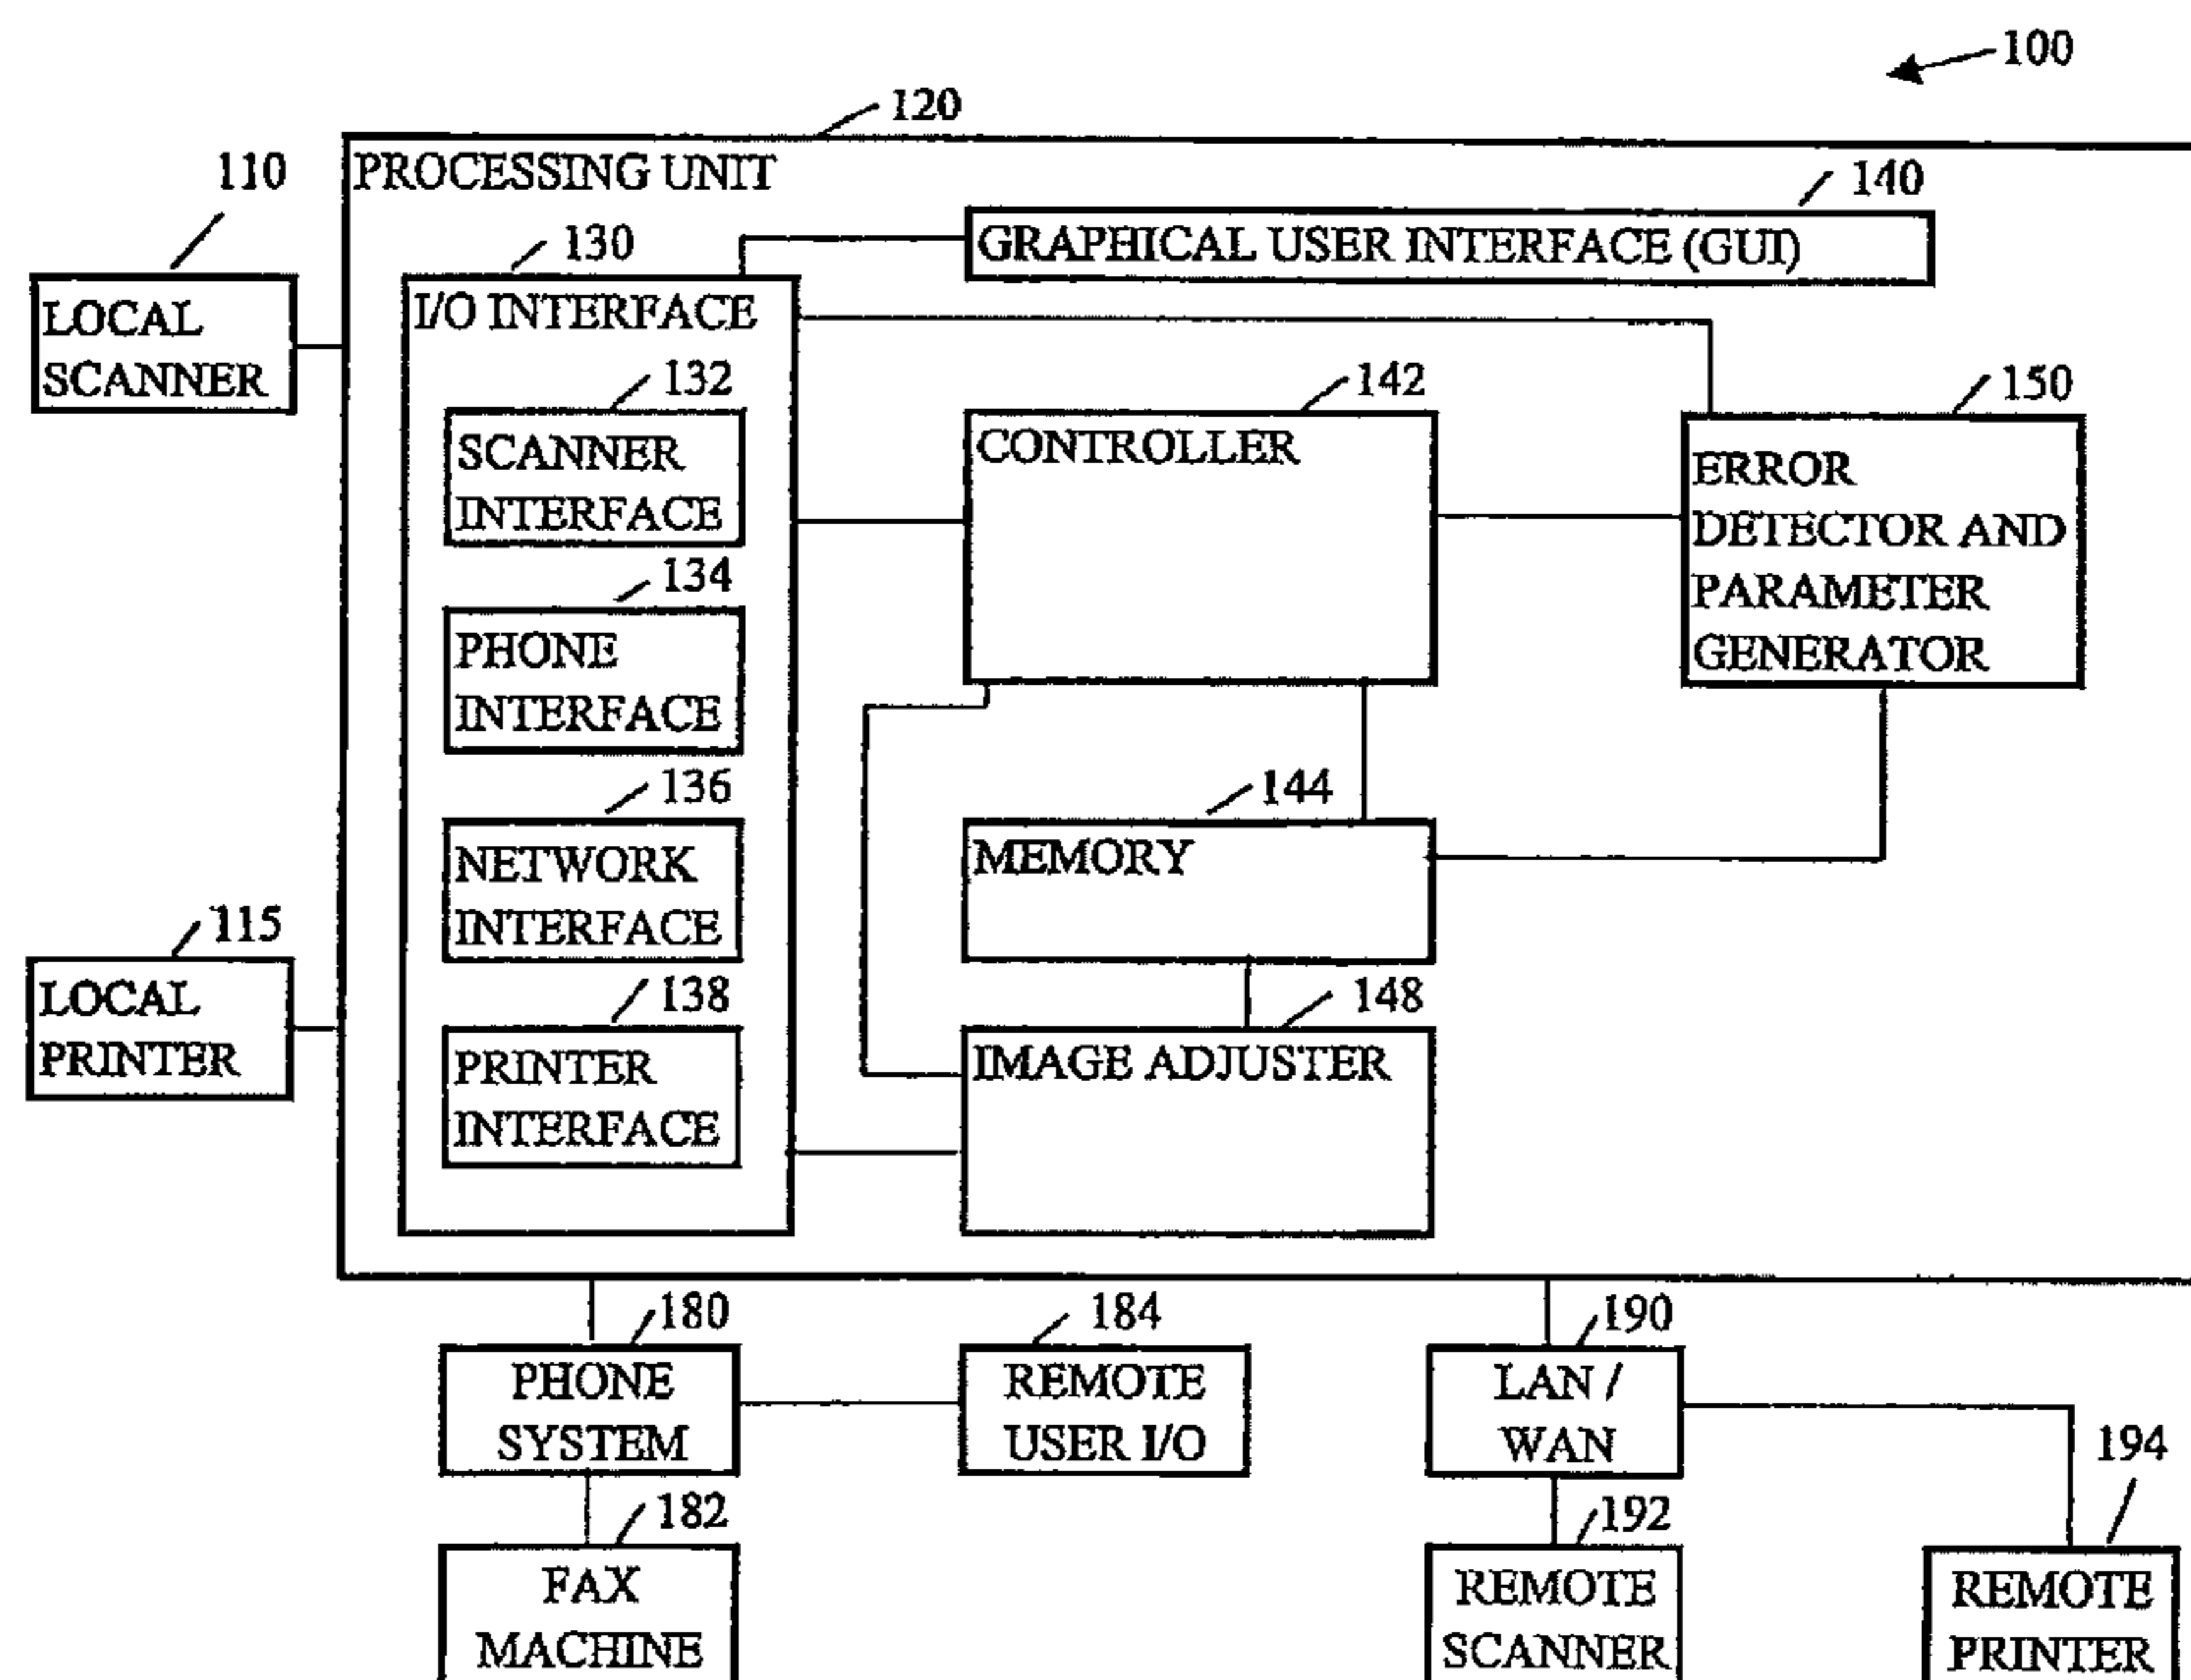 100
120
PROCESSING UNIT
110
140
130
GRAPHICAL USER INTERFACE (GUI)
LOCAL
SCANNER
I/O INTERFACE
132
142
150
SCANNER
INTERFACE
CONTROLLER
ERROR
DETECTOR AND
PARAMETER
GENERATOR
134
PHONE
INTERFACE
136
144
NETWORK
INTERFACE
MEMORY
115
LOCAL
PRINTER
138
148
PRINTER
INTERFACE
IMAGE ADJUSTER
180
184
190
PHONE
SYSTEM
REMOTE
USER I/O
LAN /
WAN
194
182
192
FAX
MACHINE
REMOTE
SCANNER
REMOTE
PRINTER